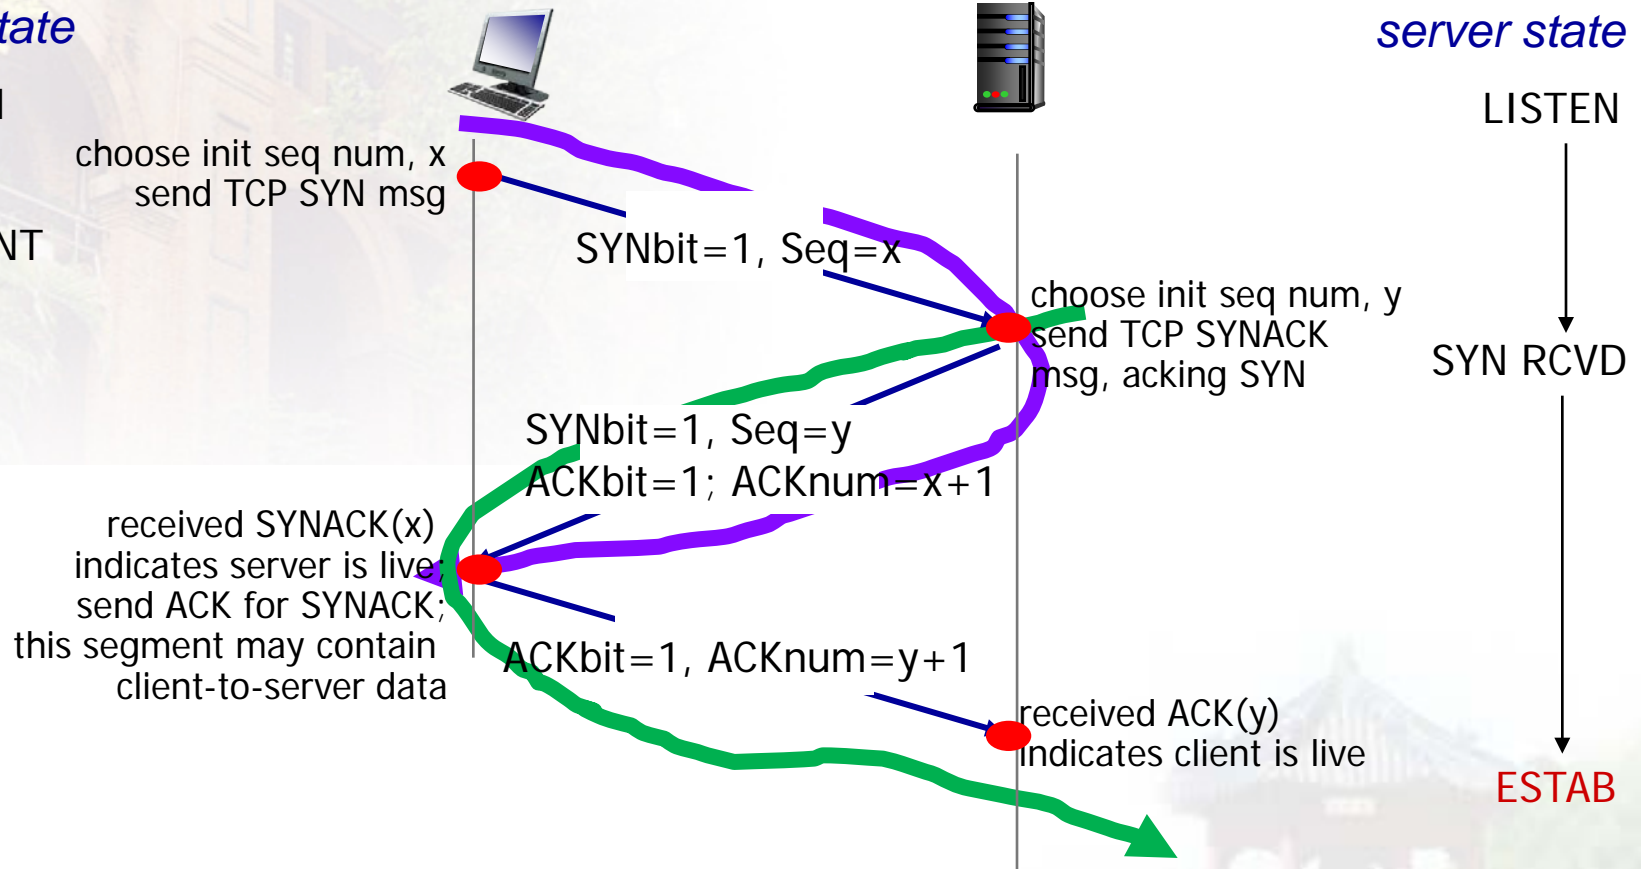 tate
server state
LISTEN
choose init seq num, x
send TCP SYN msg
NT
SYNbit=1, Seq=x
choose init seq num, y
send TCP SYNACK
msg, acking SYN
SYN RCVD
SYNbit=1, Seq=y
ACKbit=1; ACKnum=x+1
received SYNACK(x)
indicates server is live;
send ACK for SYNACK;
this segment may contain
client-to-server data
ACKbit=1, ACKnum=y+1
received ACK(y)
indicates client is live
ESTAB